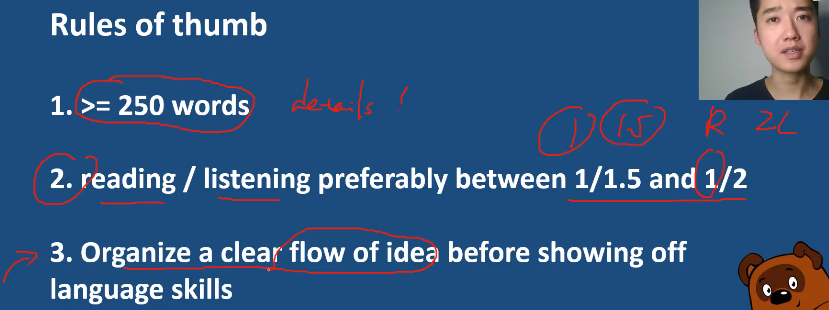 Rules of thumb
1. >= 250 words details !
1 1.5 R 2L
2. reading / listening preferably between 1/1.5 and 1/2
3. Organize a clear flow of idea before showing off
language skills